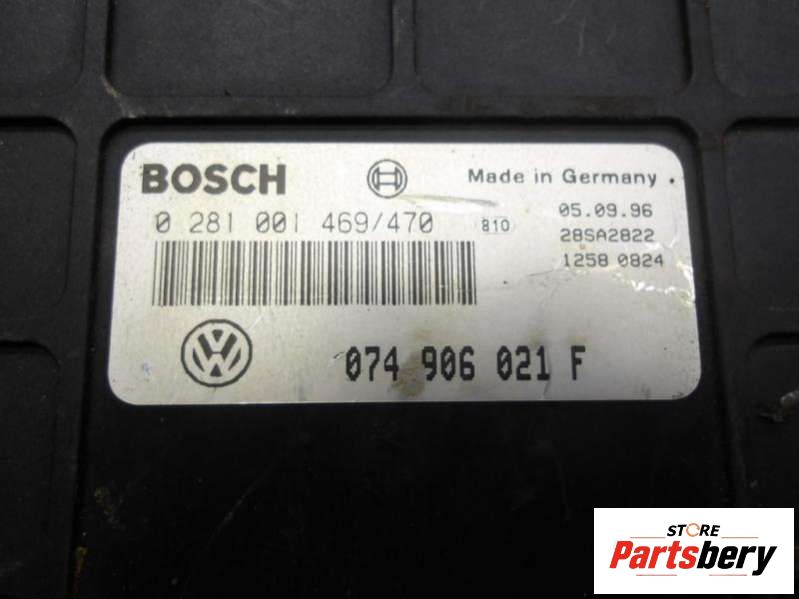 BOSCH
Made in Germany
0 281 001 469/470
810
05.09.96
28SA2822
1258 0824
VW
074 906 021 F
STORE
Partsbery